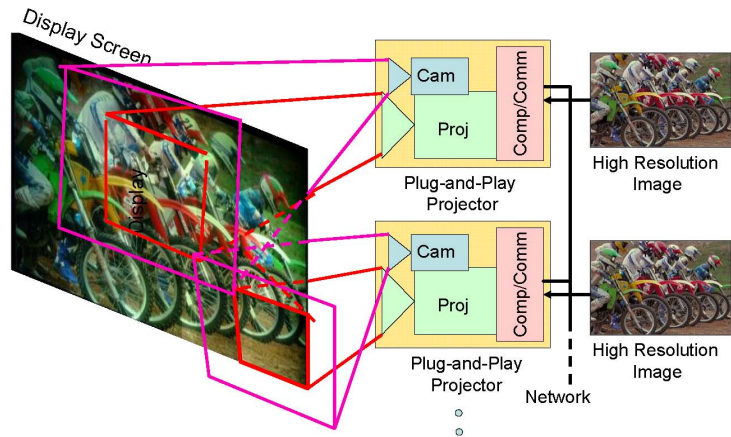 Display Screen
Display
Cam
Proj
Comp/Comm
Plug-and-Play
Projector
High Resolution
Image
Cam
Proj
Comp/Comm
Plug-and-Play
Projector
High Resolution
Image
Network